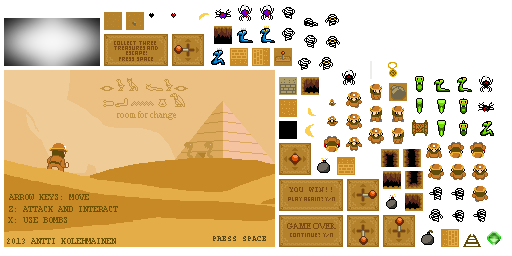 COLLECT THREE
TREASURES AND
ESCAPE!
PRESS SPACE
room for change
ARROW KEYS: MOVE
Z: ATTACK AND INTERACT
X: USE BOMBS
2013 ANTTI KOLEHMAINEN
PRESS SPACE
YOU WIN!!
PLAY AGAIN? Y/N
GAME OVER
CONTINUE? Y/N